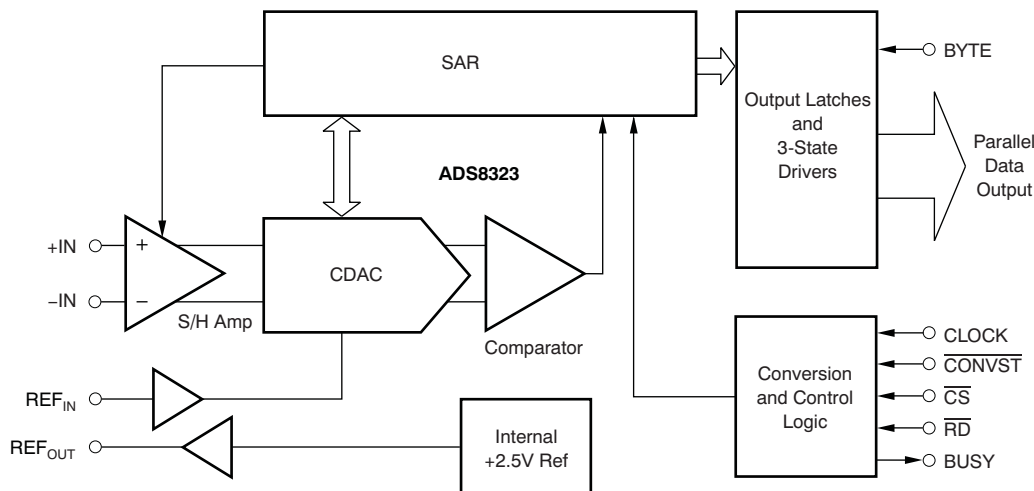 SAR
BYTE
Output Latches
and
3-State
Drivers
Parallel
Data
Output
ADS8323
+IN
+
CDAC
−IN
−
S/H Amp
Comparator
CLOCK
CONVST
Conversion
and Control
Logic
CS
RD
BUSY
REFIN
REFOUT
Internal
+2.5V Ref